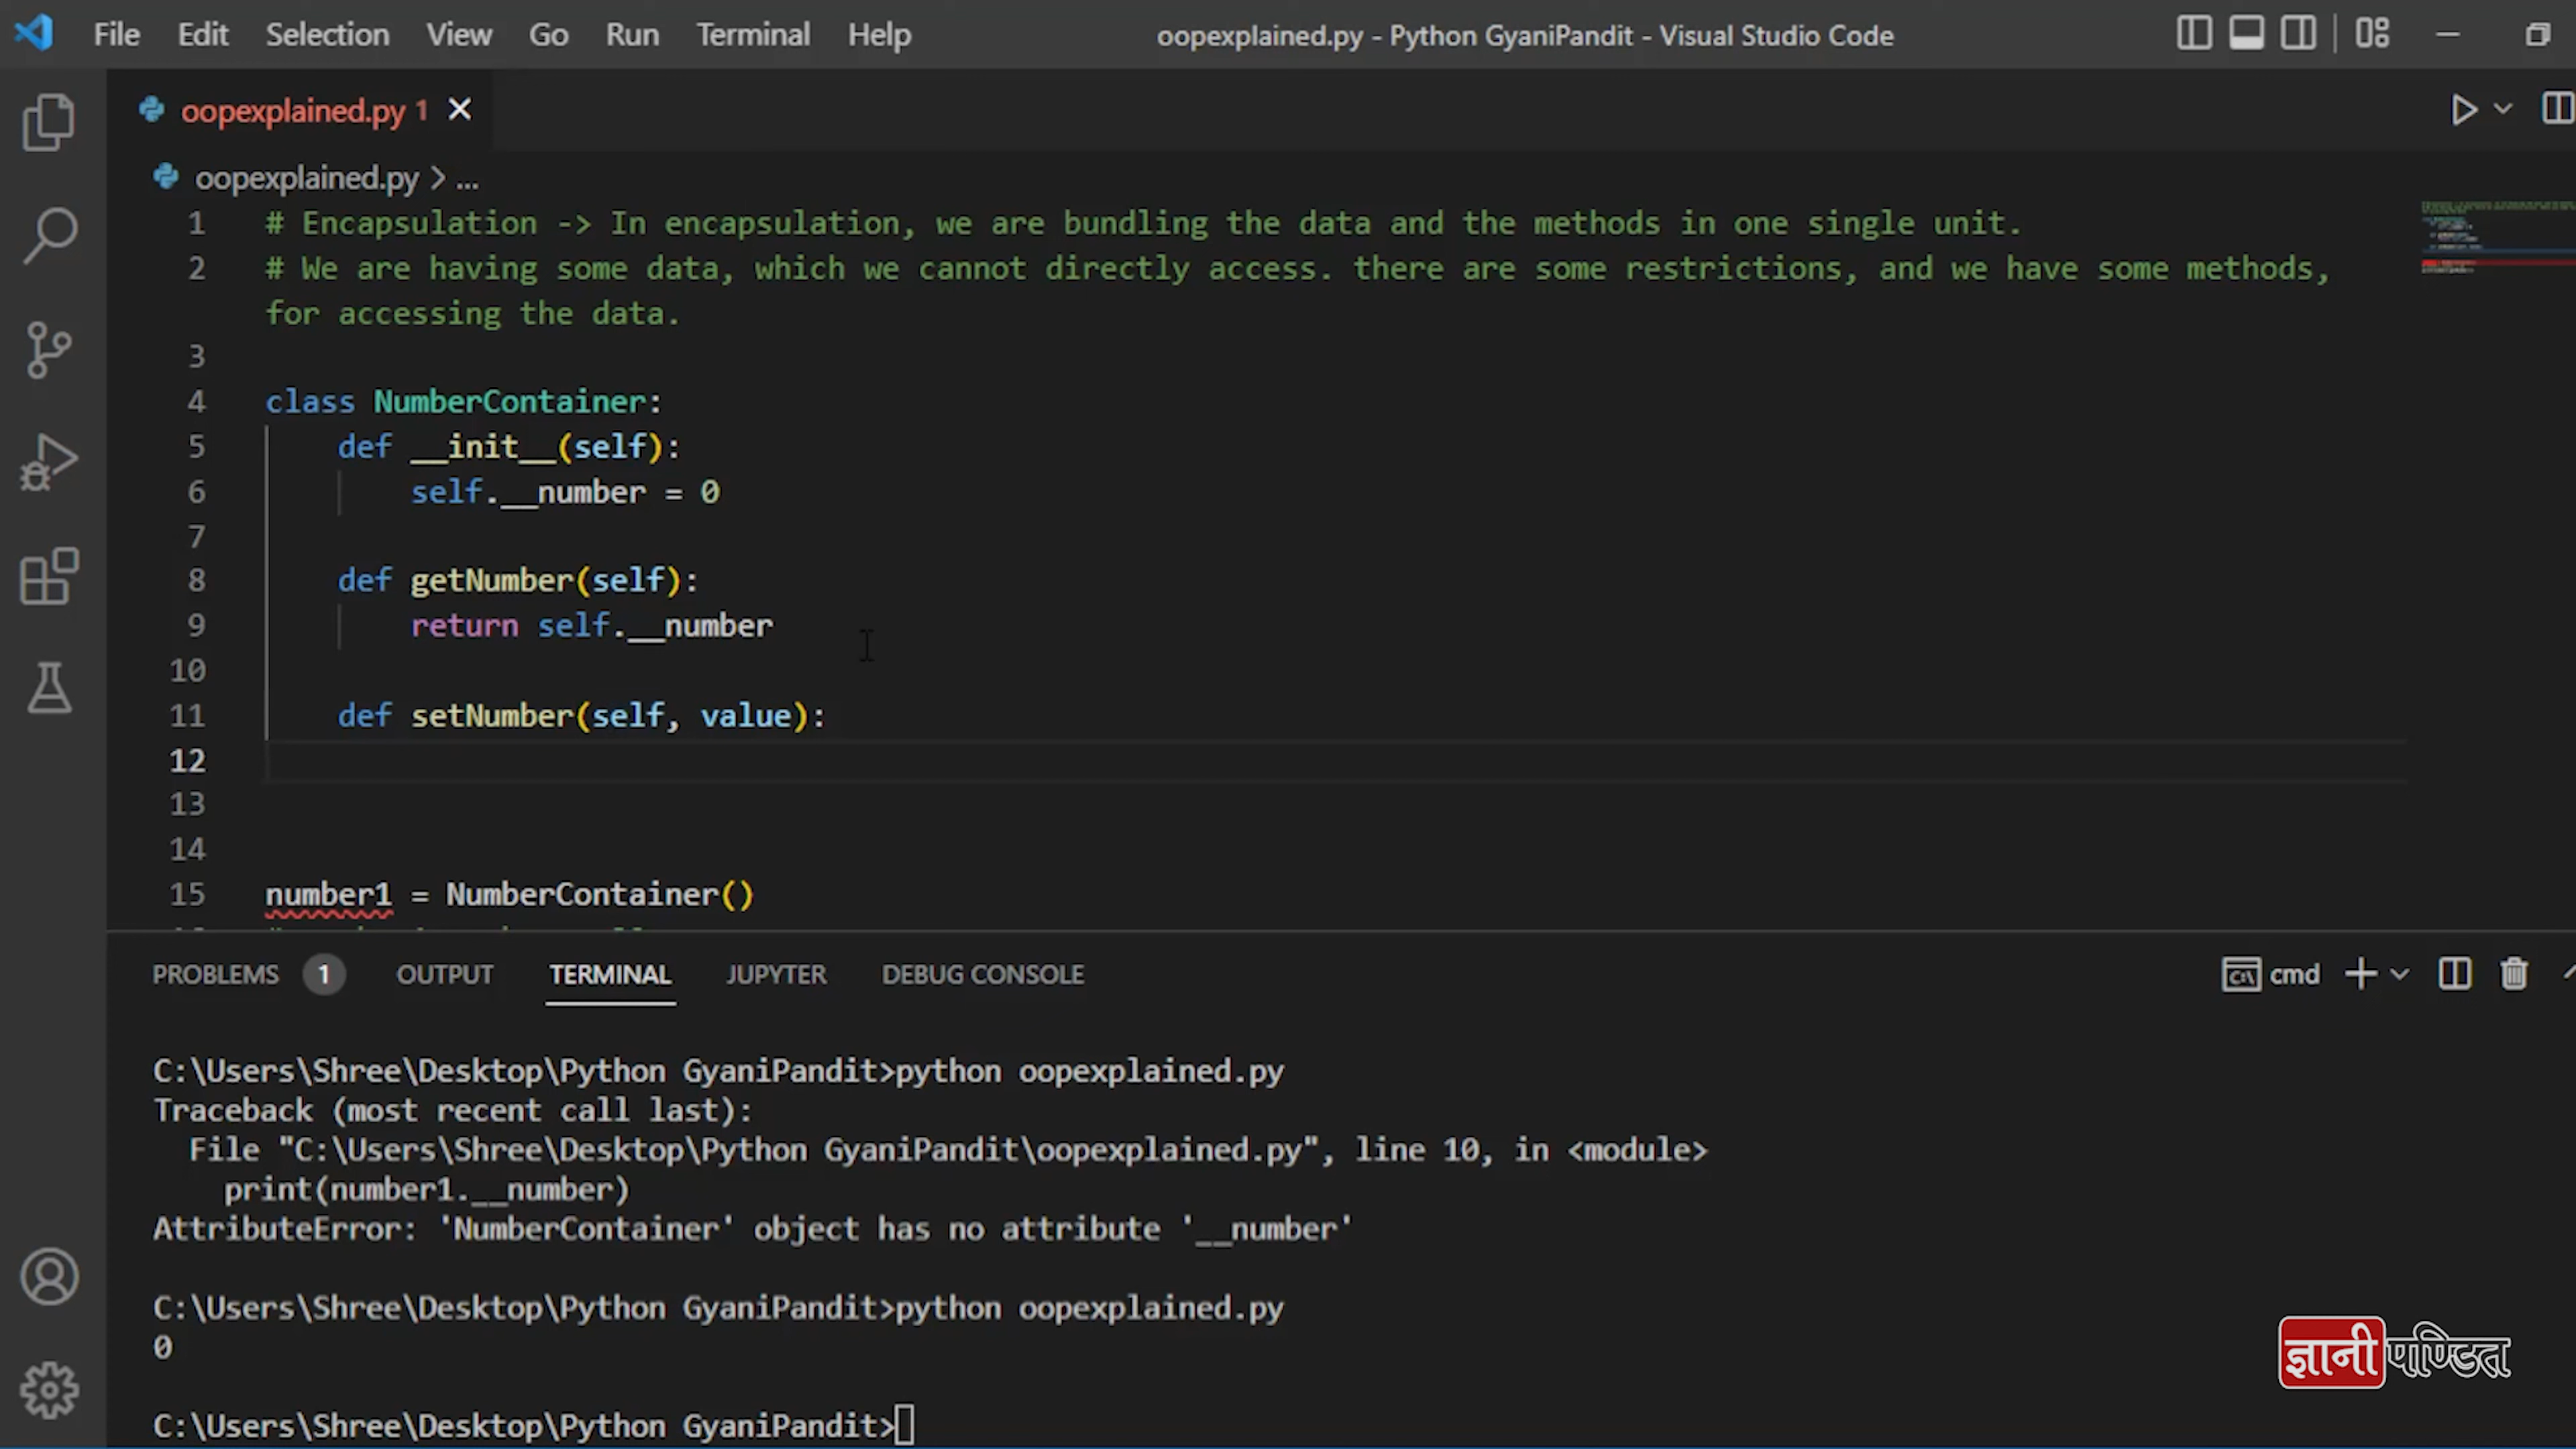 File Edit Selection View Go Run Terminal Help oopexplained.py - Python GyaniPandit - Visual Studio Code
oopexplained.py 1
oopexplained.py > ...
1 # Encapsulation -> In encapsulation, we are bundling the data and the methods in one single unit.
2 # We are having some data, which we cannot directly access. there are some restrictions, and we have some methods,
for accessing the data.
3
4 class NumberContainer:
5 def __init__(self):
6 self.__number = 0
7
8 def getNumber(self):
9 return self.__number
10
11 def setNumber(self, value):
12
13
14
15 number1 = NumberContainer()
PROBLEMS 1 OUTPUT TERMINAL JUPYTER DEBUG CONSOLE cmd
C:\Users\Shree\Desktop\Python GyaniPandit>python oopexplained.py
Traceback (most recent call last):
File "C:\Users\Shree\Desktop\Python GyaniPandit\oopexplained.py", line 10, in <module>
print(number1.__number)
AttributeError: 'NumberContainer' object has no attribute '__number'
C:\Users\Shree\Desktop\Python GyaniPandit>python oopexplained.py
0
C:\Users\Shree\Desktop\Python GyaniPandit>
ज्ञानी पण्डित